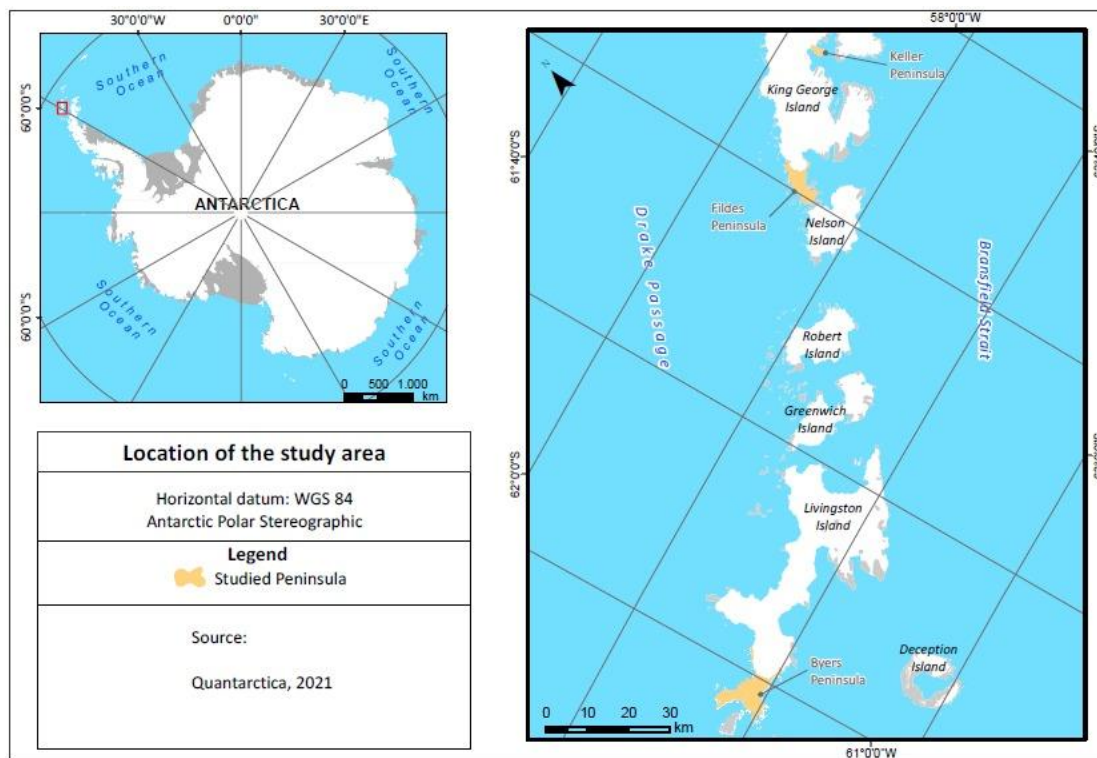 30°0'0"W
0°0'0"
30°0'0"E
58°0'0"W
Southern
Ocean
Southern
Ocean
60°0'0"S
ANTARCTICA
Southern
Ocean
Southern
Ocean
60°0'0"S
0 500 1.000
km
Location of the study area
Horizontal datum: WGS 84
Antarctic Polar Stereographic
Legend
Studied Peninsula
Source:
Quantarctica, 2021
N
Keller
Peninsula
King George
Island
61°40'0"S
Fildes
Peninsula
Nelson
Island
Drake Passage
Bransfield Strait
Robert
Island
Greenwich
Island
62°0'0"S
Livingston
Island
Deception
Island
Byers
Peninsula
0 10 20 30
km
61°0'0"W